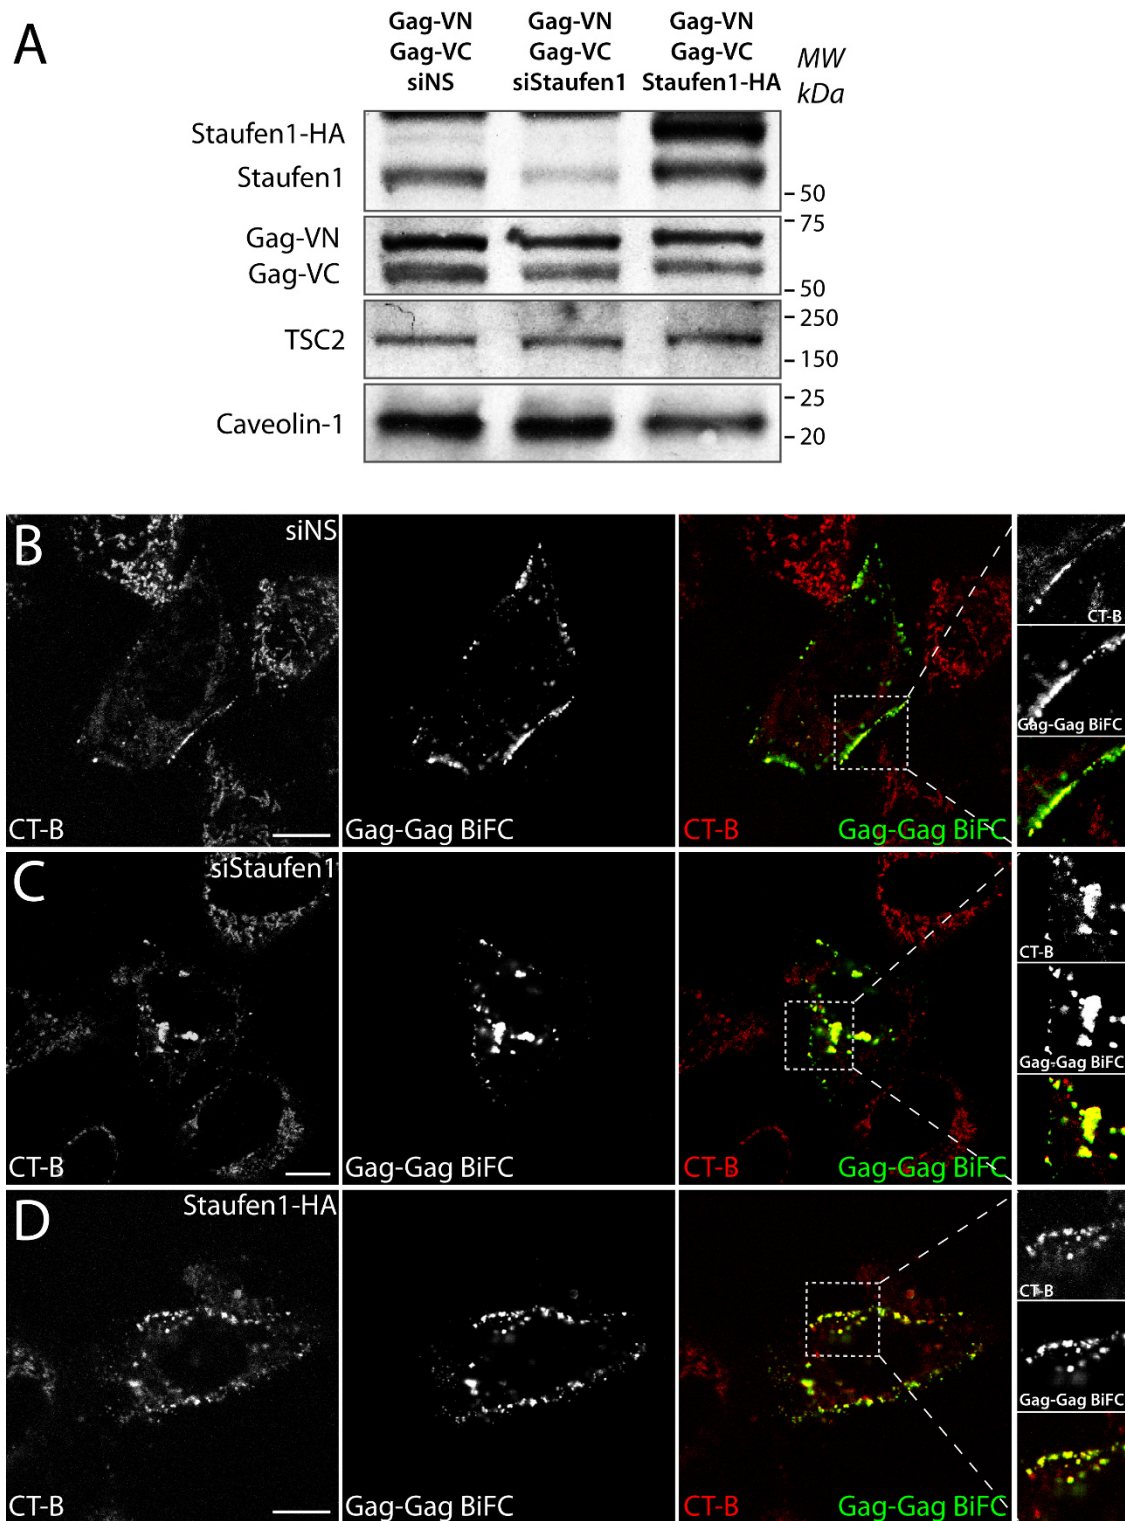 A
Gag-VN
Gag-VC
siNS
Gag-VN
Gag-VC
siStaufen1
Gag-VN
Gag-VC
Staufen1-HA
MW
kDa
Staufen1-HA
Staufen1
- 50
Gag-VN
Gag-VC
- 75
- 50
TSC2
- 250
- 150
Caveolin-1
- 25
- 20
B
siNS
CT-B
Gag-Gag BiFC
CT-B
Gag-Gag BiFC
CT-B
Gag-Gag BiFC
C
siStaufen1
CT-B
Gag-Gag BiFC
CT-B
Gag-Gag BiFC
CT-B
Gag-Gag BiFC
D
Staufen1-HA
CT-B
Gag-Gag BiFC
CT-B
Gag-Gag BiFC
CT-B
Gag-Gag BiFC